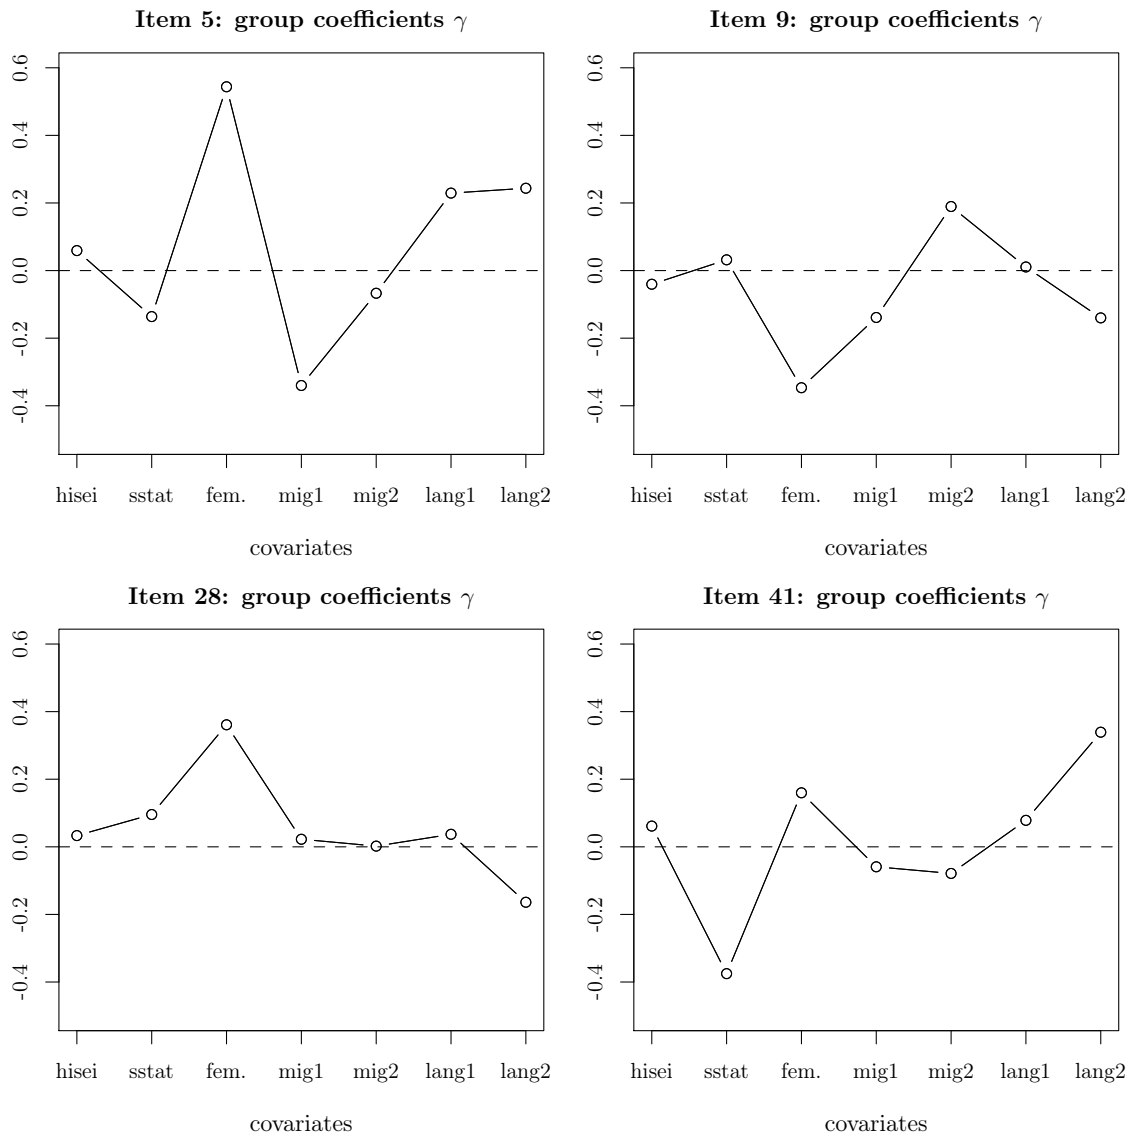 Item 5: group coefficients γ
0.6
0.4
0.2
0.0
-0.2
-0.4
hisei sstat fem. mig1 mig2 lang1 lang2
covariates
Item 9: group coefficients γ
0.6
0.4
0.2
0.0
-0.2
-0.4
hisei sstat fem. mig1 mig2 lang1 lang2
covariates
Item 28: group coefficients γ
0.6
0.4
0.2
0.0
-0.2
-0.4
hisei sstat fem. mig1 mig2 lang1 lang2
covariates
Item 41: group coefficients γ
0.6
0.4
0.2
0.0
-0.2
-0.4
hisei sstat fem. mig1 mig2 lang1 lang2
covariates